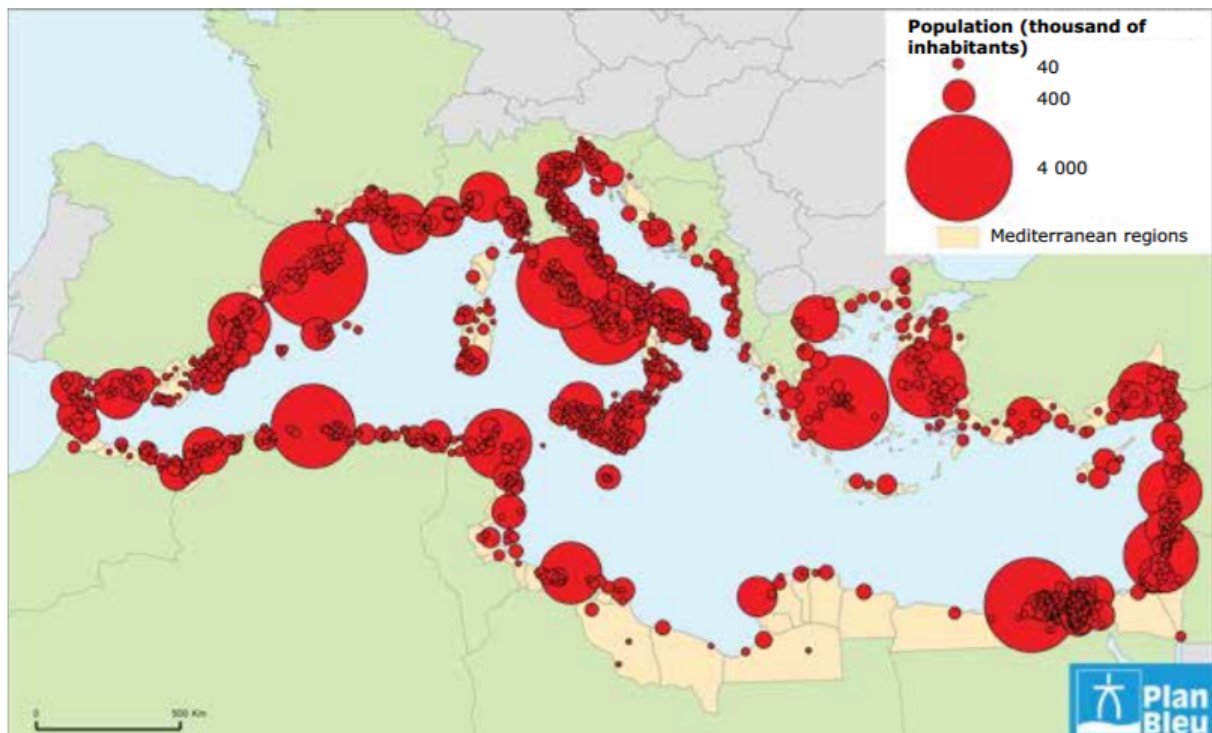 Population (thousand of
inhabitants)
40
400
4 000
Mediterranean regions
0 500 Km
Plan
Bleu